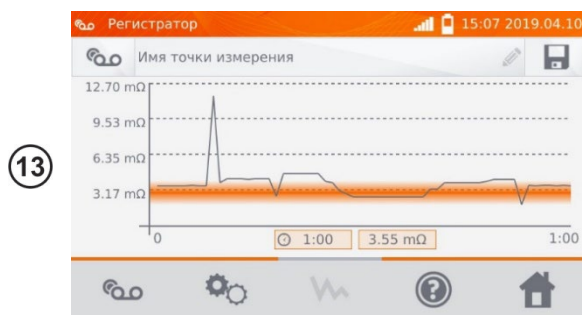 Регистратор 15:07 2019.04.10
Имя точки измерения
12.70 mΩ
9.53 mΩ
13
6.35 mΩ
3.17 mΩ
0 1:00 3.55 mΩ 1:00